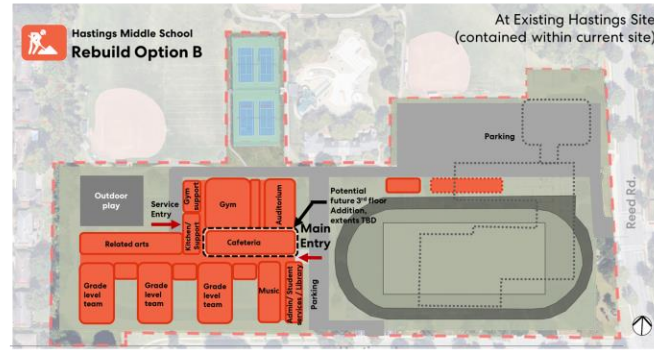 Hastings Middle School
Rebuild Option B
At Existing Hastings Site
(contained within current site)
Parking
Reed Rd.
Outdoor
play
Service
Entry
Gym
support
Gym
Auditorium
Potential
future 3rd floor
Addition,
extents TBD
Main
Entry
Kitchen/
Support
Related arts
Cafeteria
Grade
level
team
Grade
level
team
Grade
level
team
Music
Admin/ Student
Services / Library
Parking